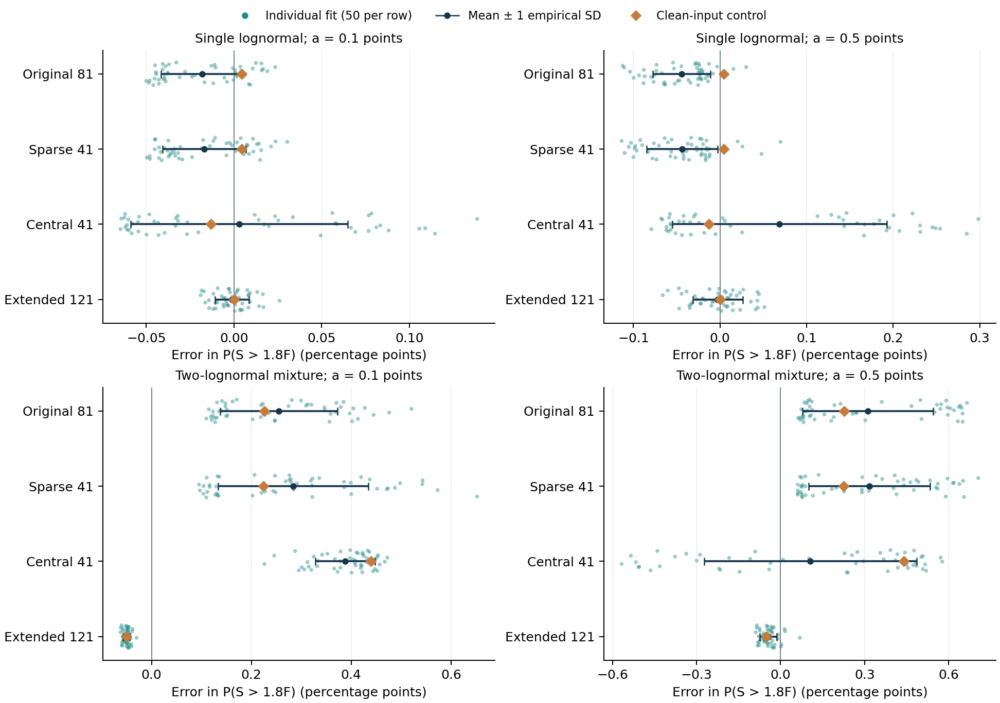 Individual fit (50 per row)
Mean ± 1 empirical SD
Clean-input control
Single lognormal; a = 0.1 points
Original 81
Sparse 41
Central 41
Extended 121
−0.05
0.00
0.05
0.10
Error in P(S > 1.8F) (percentage points)
Single lognormal; a = 0.5 points
Original 81
Sparse 41
Central 41
Extended 121
−0.1
0.0
0.1
0.2
0.3
Error in P(S > 1.8F) (percentage points)
Two-lognormal mixture; a = 0.1 points
Original 81
Sparse 41
Central 41
Extended 121
0.0
0.2
0.4
0.6
Error in P(S > 1.8F) (percentage points)
Two-lognormal mixture; a = 0.5 points
Original 81
Sparse 41
Central 41
Extended 121
−0.6
−0.3
0.0
0.3
0.6
Error in P(S > 1.8F) (percentage points)